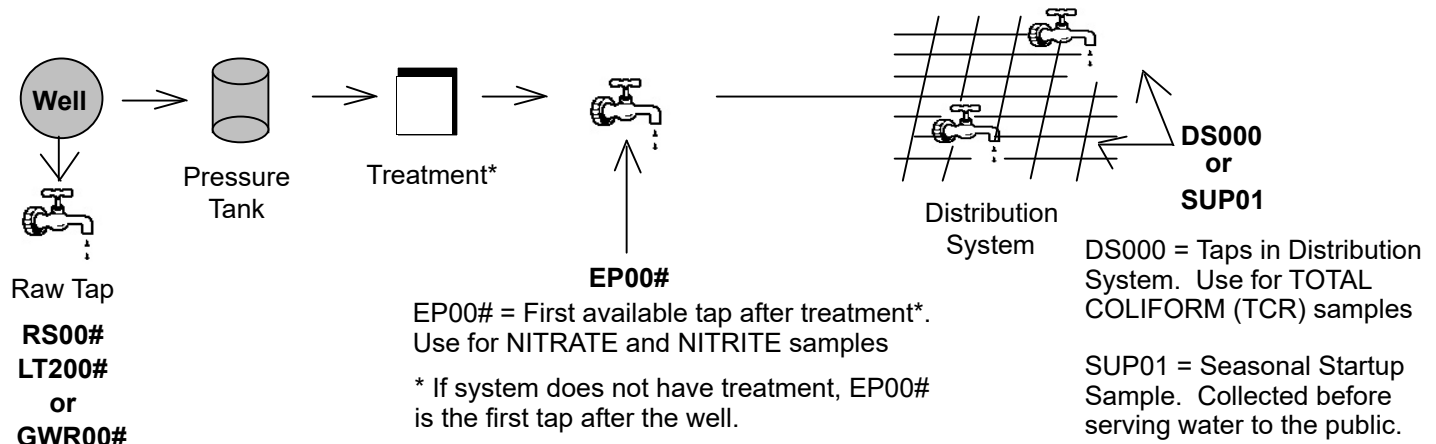 Well
Pressure
Tank
Treatment*
Raw Tap
RS00#
LT200#
or
GWR00#
EP00#
EP00# = First available tap after treatment*.
Use for NITRATE and NITRITE samples
* If system does not have treatment, EP00#
is the first tap after the well.
Distribution
System
DS000
or
SUP01
DS000 = Taps in Distribution
System. Use for TOTAL
COLIFORM (TCR) samples
SUP01 = Seasonal Startup
Sample. Collected before
serving water to the public.